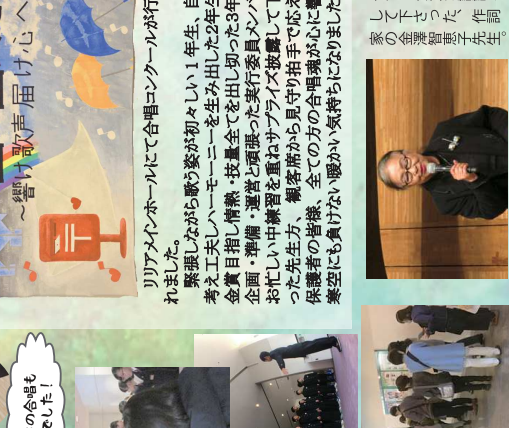 ～響け歌声届け心へ
リリアメインホールにて合唱コンクールが行
れました。
緊張しながら歌う姿が初々しい１年生、自
考え工夫しハーモーニーを生み出した2年生
金賞目指し情熱・技量全てを出し切った3年
企画・準備・運営と頑張った実行委員メンバ
お忙しい中練習を重ねサプライズ披露して下
った先生方、観客席から見守り拍手で応え
保護者の皆様、全ての方の合唱魂が心に響
寒空にも負けない暖かい気持ちになりました
して下さった、作詞
家の金澤智恵子先生。
の合唱も
でした！